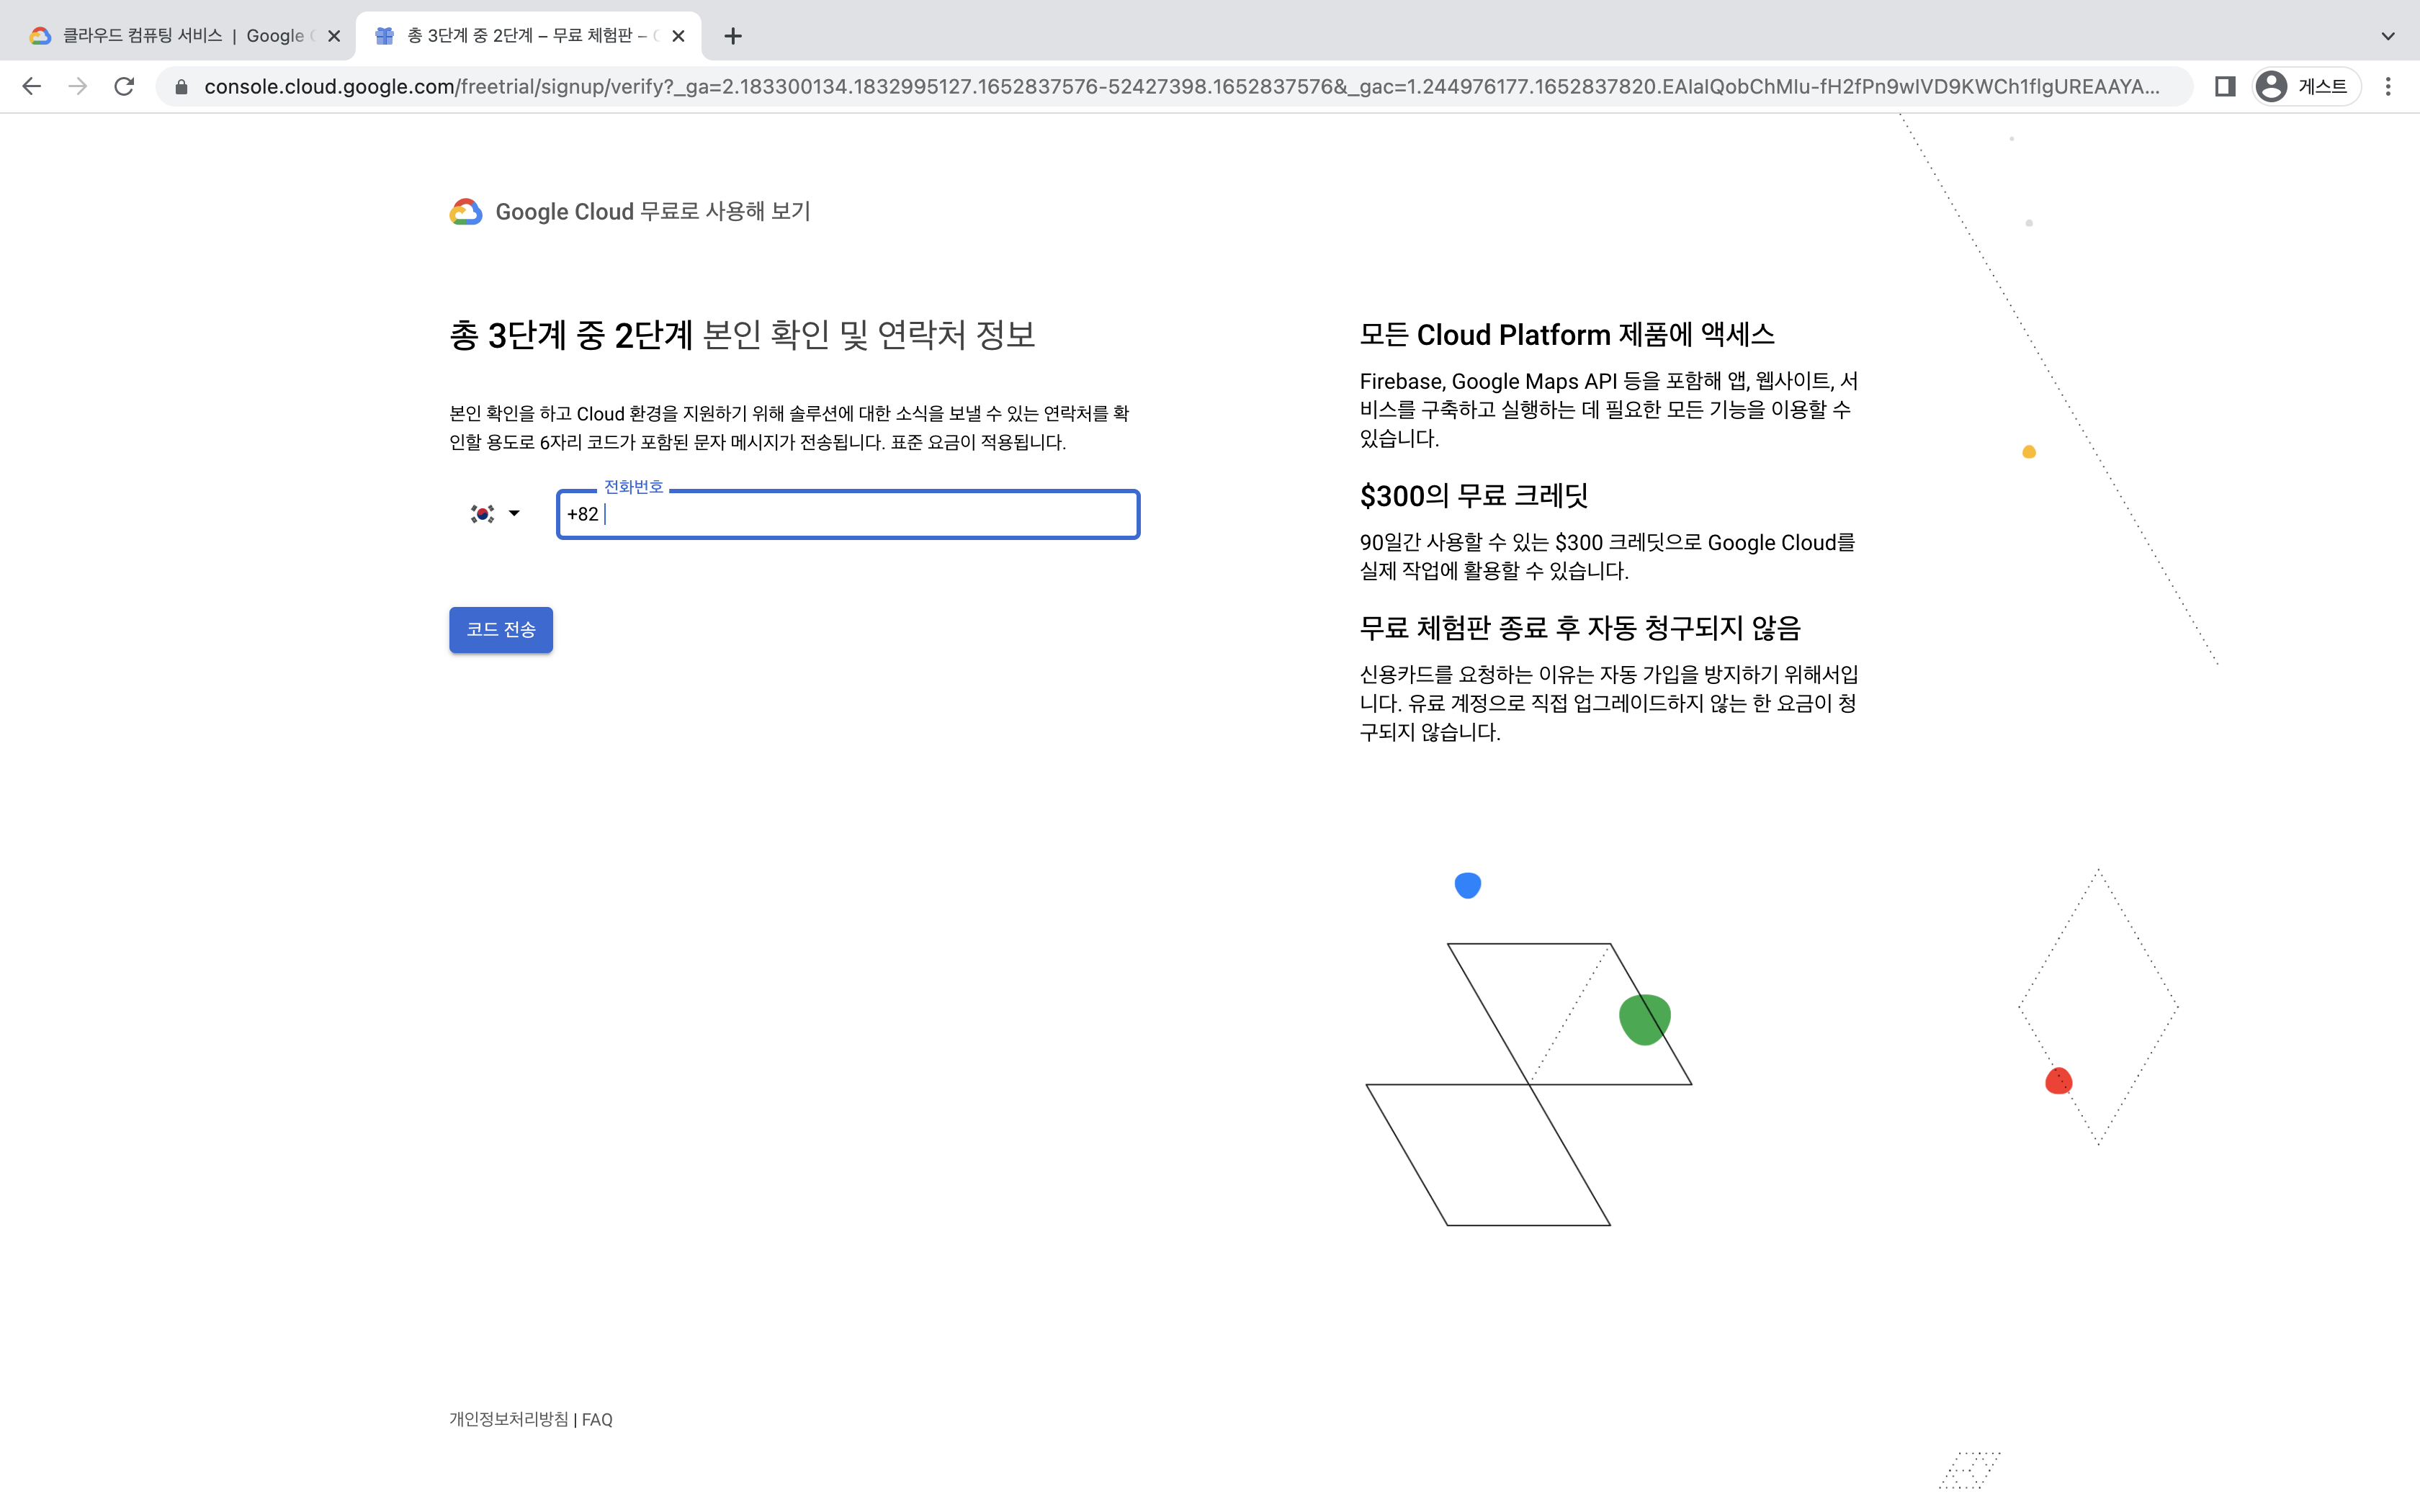 클라우드 컴퓨팅 서비스 | Google
총 3단계 중 2단계 – 무료 체험판 –
console.cloud.google.com/freetrial/signup/verify?_ga=2.183300134.1832995127.1652837576-52427398.1652837576&_gac=1.244976177.1652837820.EAIaIQobChMIu-fH2fPn9wIVD9KWCh1fIgUREAAYA...
게스트
Google Cloud 무료로 사용해 보기
총 3단계 중 2단계 본인 확인 및 연락처 정보
본인 확인을 하고 Cloud 환경을 지원하기 위해 솔루션에 대한 소식을 보낼 수 있는 연락처를 확
인할 용도로 6자리 코드가 포함된 문자 메시지가 전송됩니다. 표준 요금이 적용됩니다.
전화번호
+82
코드 전송
모든 Cloud Platform 제품에 액세스
Firebase, Google Maps API 등을 포함해 앱, 웹사이트, 서
비스를 구축하고 실행하는 데 필요한 모든 기능을 이용할 수
있습니다.
$300의 무료 크레딧
90일간 사용할 수 있는 $300 크레딧으로 Google Cloud를
실제 작업에 활용할 수 있습니다.
무료 체험판 종료 후 자동 청구되지 않음
신용카드를 요청하는 이유는 자동 가입을 방지하기 위해서입
니다. 유료 계정으로 직접 업그레이드하지 않는 한 요금이 청
구되지 않습니다.
개인정보처리방침 | FAQ